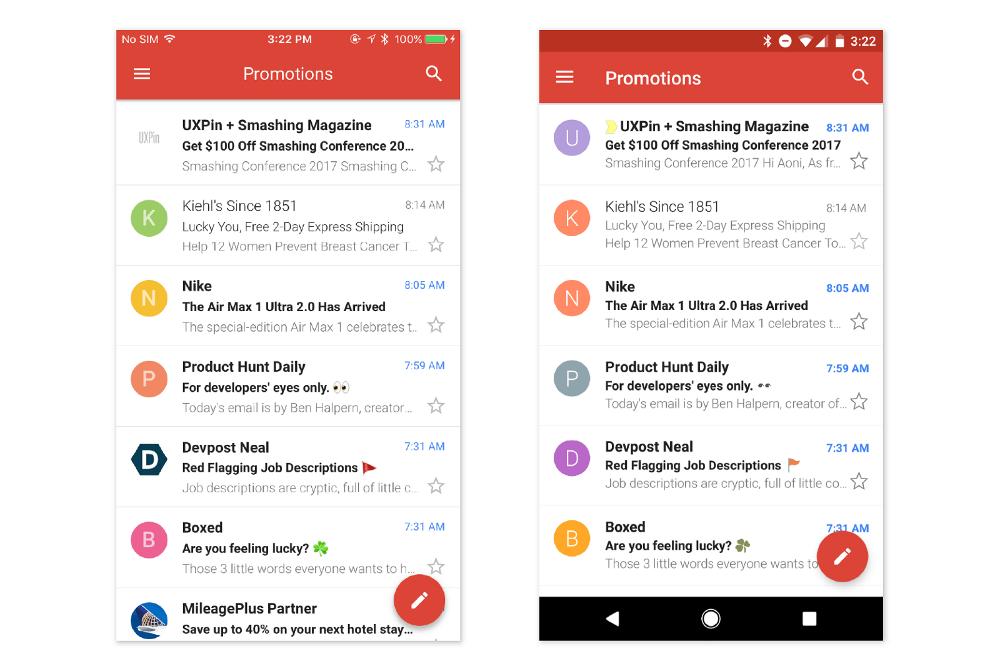 No SIM 3:22 PM 100%
Promotions
UXPin
UXPin + Smashing Magazine 8:31 AM
Get $100 Off Smashing Conference 20...
Smashing Conference 2017 Smashing C...
K
Kiehl's Since 1851 8:14 AM
Lucky You, Free 2-Day Express Shipping
Help 12 Women Prevent Breast Cancer T...
N
Nike 8:05 AM
The Air Max 1 Ultra 2.0 Has Arrived
The special-edition Air Max 1 celebrates t..
P
Product Hunt Daily 7:59 AM
For developers' eyes only. 👀
Today's email is by Ben Halpern, creator...
D
Devpost Neal 7:31 AM
Red Flagging Job Descriptions 🚩
Job descriptions are cryptic, full of little c...
B
Boxed 7:31 AM
Are you feeling lucky? ☘
Those 3 little words everyone wants to h...
MileagePlus Partner
Save up to 40% on your next hotel stay...
3:22
Promotions
U
UXPin + Smashing Magazine 8:31 AM
Get $100 Off Smashing Conference 2017
Smashing Conference 2017 Hi Aoni, As fr...
K
Kiehl's Since 1851 8:14 AM
Lucky You, Free 2-Day Express Shipping
Help 12 Women Prevent Breast Cancer To...
N
Nike 8:05 AM
The Air Max 1 Ultra 2.0 Has Arrived
The special-edition Air Max 1 celebrates t...
P
Product Hunt Daily 7:59 AM
For developers' eyes only. 👀
Today's email is by Ben Halpern, creator of...
D
Devpost Neal 7:31 AM
Red Flagging Job Descriptions 🚩
Job descriptions are cryptic, full of little co...
B
Boxed 7:31 AM
Are you feeling lucky? ☘
Those 3 little words everyone wants to